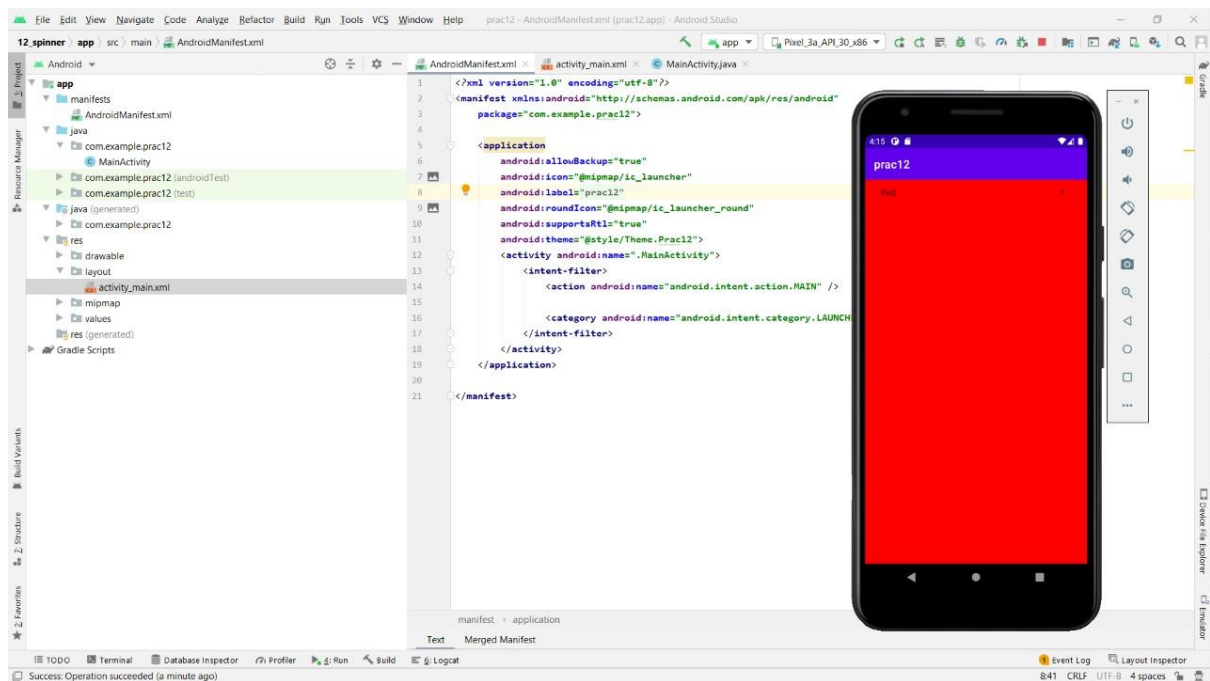 File Edit View Navigate Code Analyze Refactor Build Run Tools VCS Window Help prac12 - AndroidManifest.xml [prac12.app] - Android Studio
12_spinner app src main AndroidManifest.xml
app Pixel_3a_API_30_x86
Android
AndroidManifest.xml activity_main.xml MainActivity.java
app
manifests
AndroidManifest.xml
java
com.example.prac12
MainActivity
com.example.prac12 (androidTest)
com.example.prac12 (test)
java (generated)
com.example.prac12
res
drawable
layout
activity_main.xml
mipmap
values
res (generated)
Gradle Scripts
1: Project
Resource Manager
Build Variants
7: Structure
2: Favorites
1 <?xml version="1.0" encoding="utf-8"?>
2 <manifest xmlns:android="http://schemas.android.com/apk/res/android"
3 package="com.example.prac12">
4
5 <application
6 android:allowBackup="true"
7 android:icon="@mipmap/ic_launcher"
8 android:label="prac12"
9 android:roundIcon="@mipmap/ic_launcher_round"
10 android:supportsRtl="true"
11 android:theme="@style/Theme.Prac12">
12 <activity android:name=".MainActivity">
13 <intent-filter>
14 <action android:name="android.intent.action.MAIN" />
15
16 <category android:name="android.intent.category.LAUNCH
17 </intent-filter>
18 </activity>
19 </application>
20
21 </manifest>
4:15
prac12
Red
Gradle
Device File Explorer
Emulator
manifest application
Text Merged Manifest
TODO Terminal Database Inspector Profiler 4: Run Build 6: Logcat Event Log Layout Inspector
Success: Operation succeeded (a minute ago) 8:41 CRLF UTF-8 4 spaces